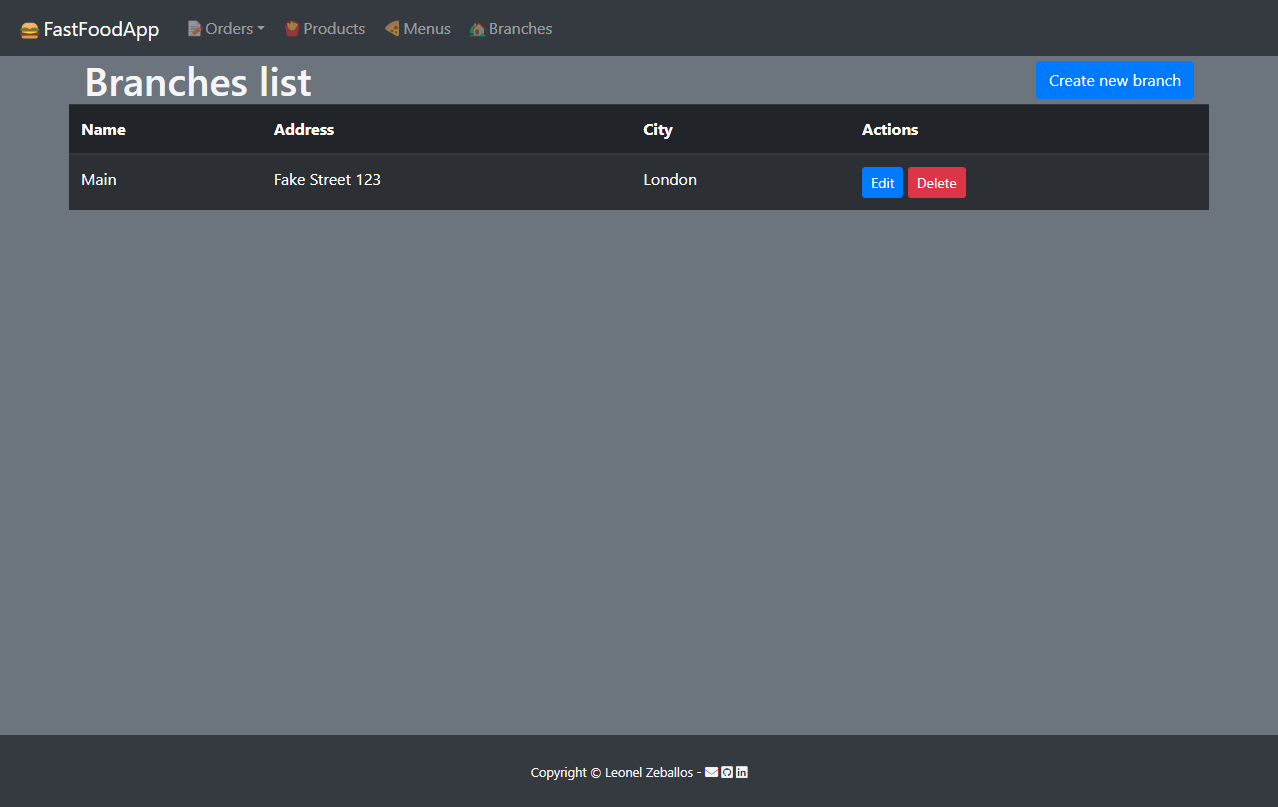 FastFoodApp Orders Products Menus Branches
Branches list Create new branch
Name Address City Actions
Main Fake Street 123 London Edit Delete
Copyright © Leonel Zeballos -